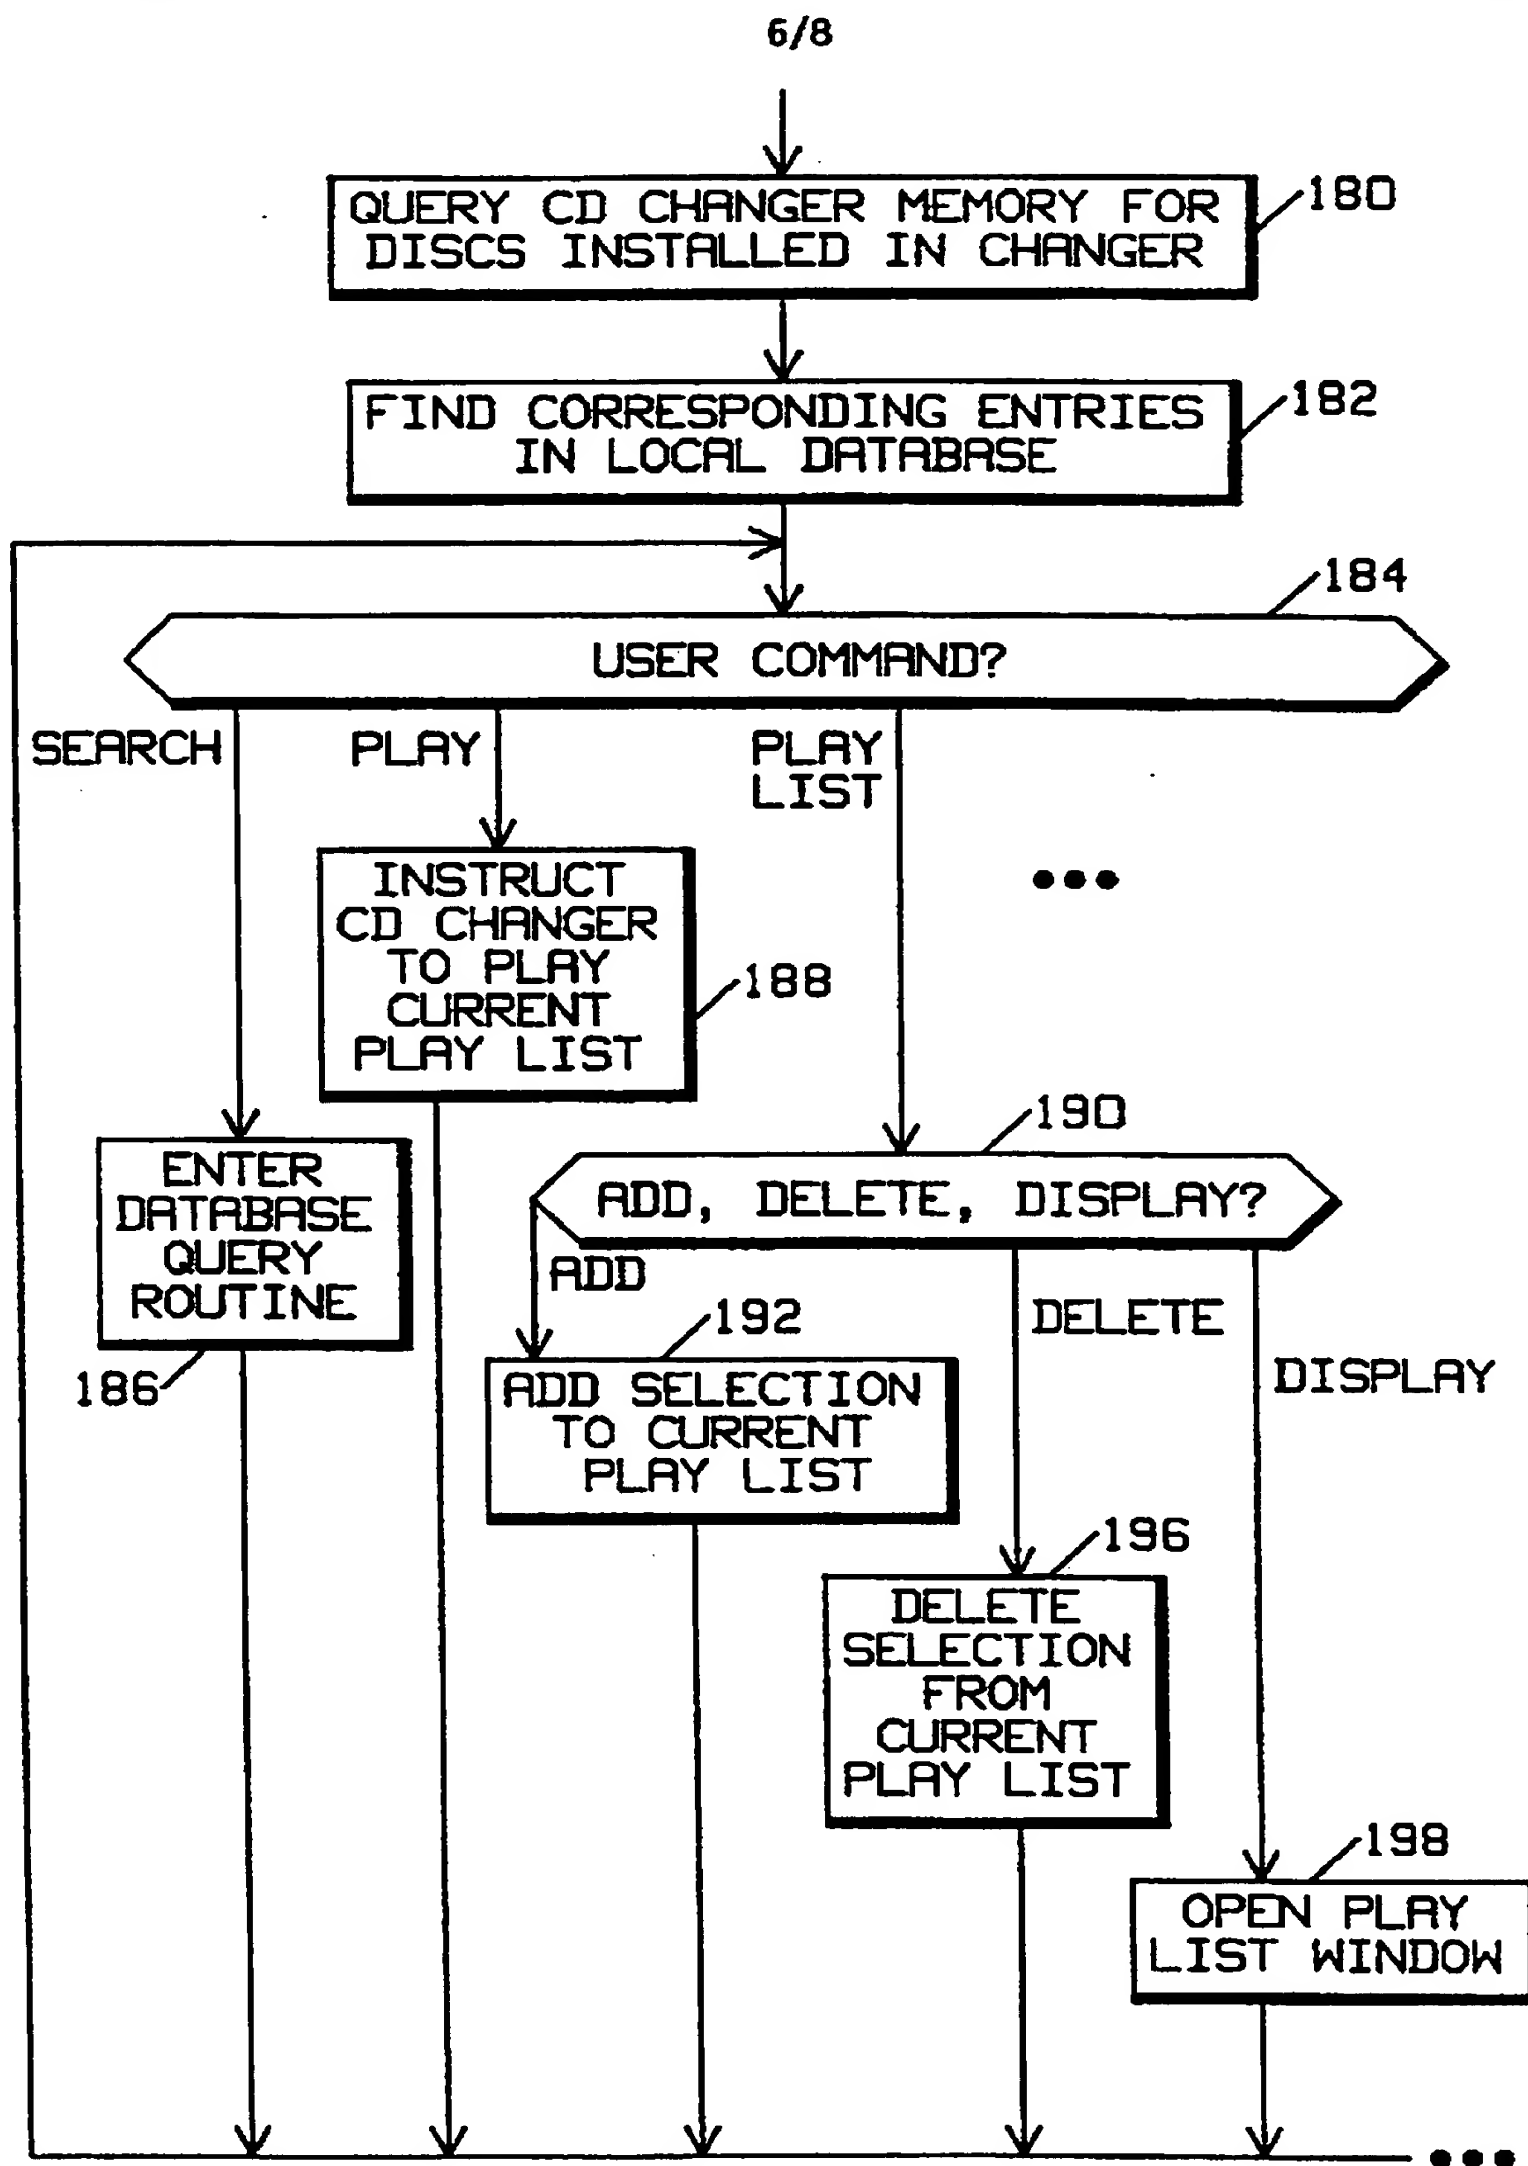 6/8
QUERY CD CHANGER MEMORY FOR
DISCS INSTALLED IN CHANGER
180
FIND CORRESPONDING ENTRIES
IN LOCAL DATABASE
182
184
USER COMMAND?
SEARCH
PLAY
PLAY
LIST
INSTRUCT
CD CHANGER
TO PLAY
CURRENT
PLAY LIST
188
190
ENTER
DATABASE
QUERY
ROUTINE
186
ADD, DELETE, DISPLAY?
ADD
DELETE
DISPLAY
192
ADD SELECTION
TO CURRENT
PLAY LIST
196
DELETE
SELECTION
FROM
CURRENT
PLAY LIST
198
OPEN PLAY
LIST WINDOW